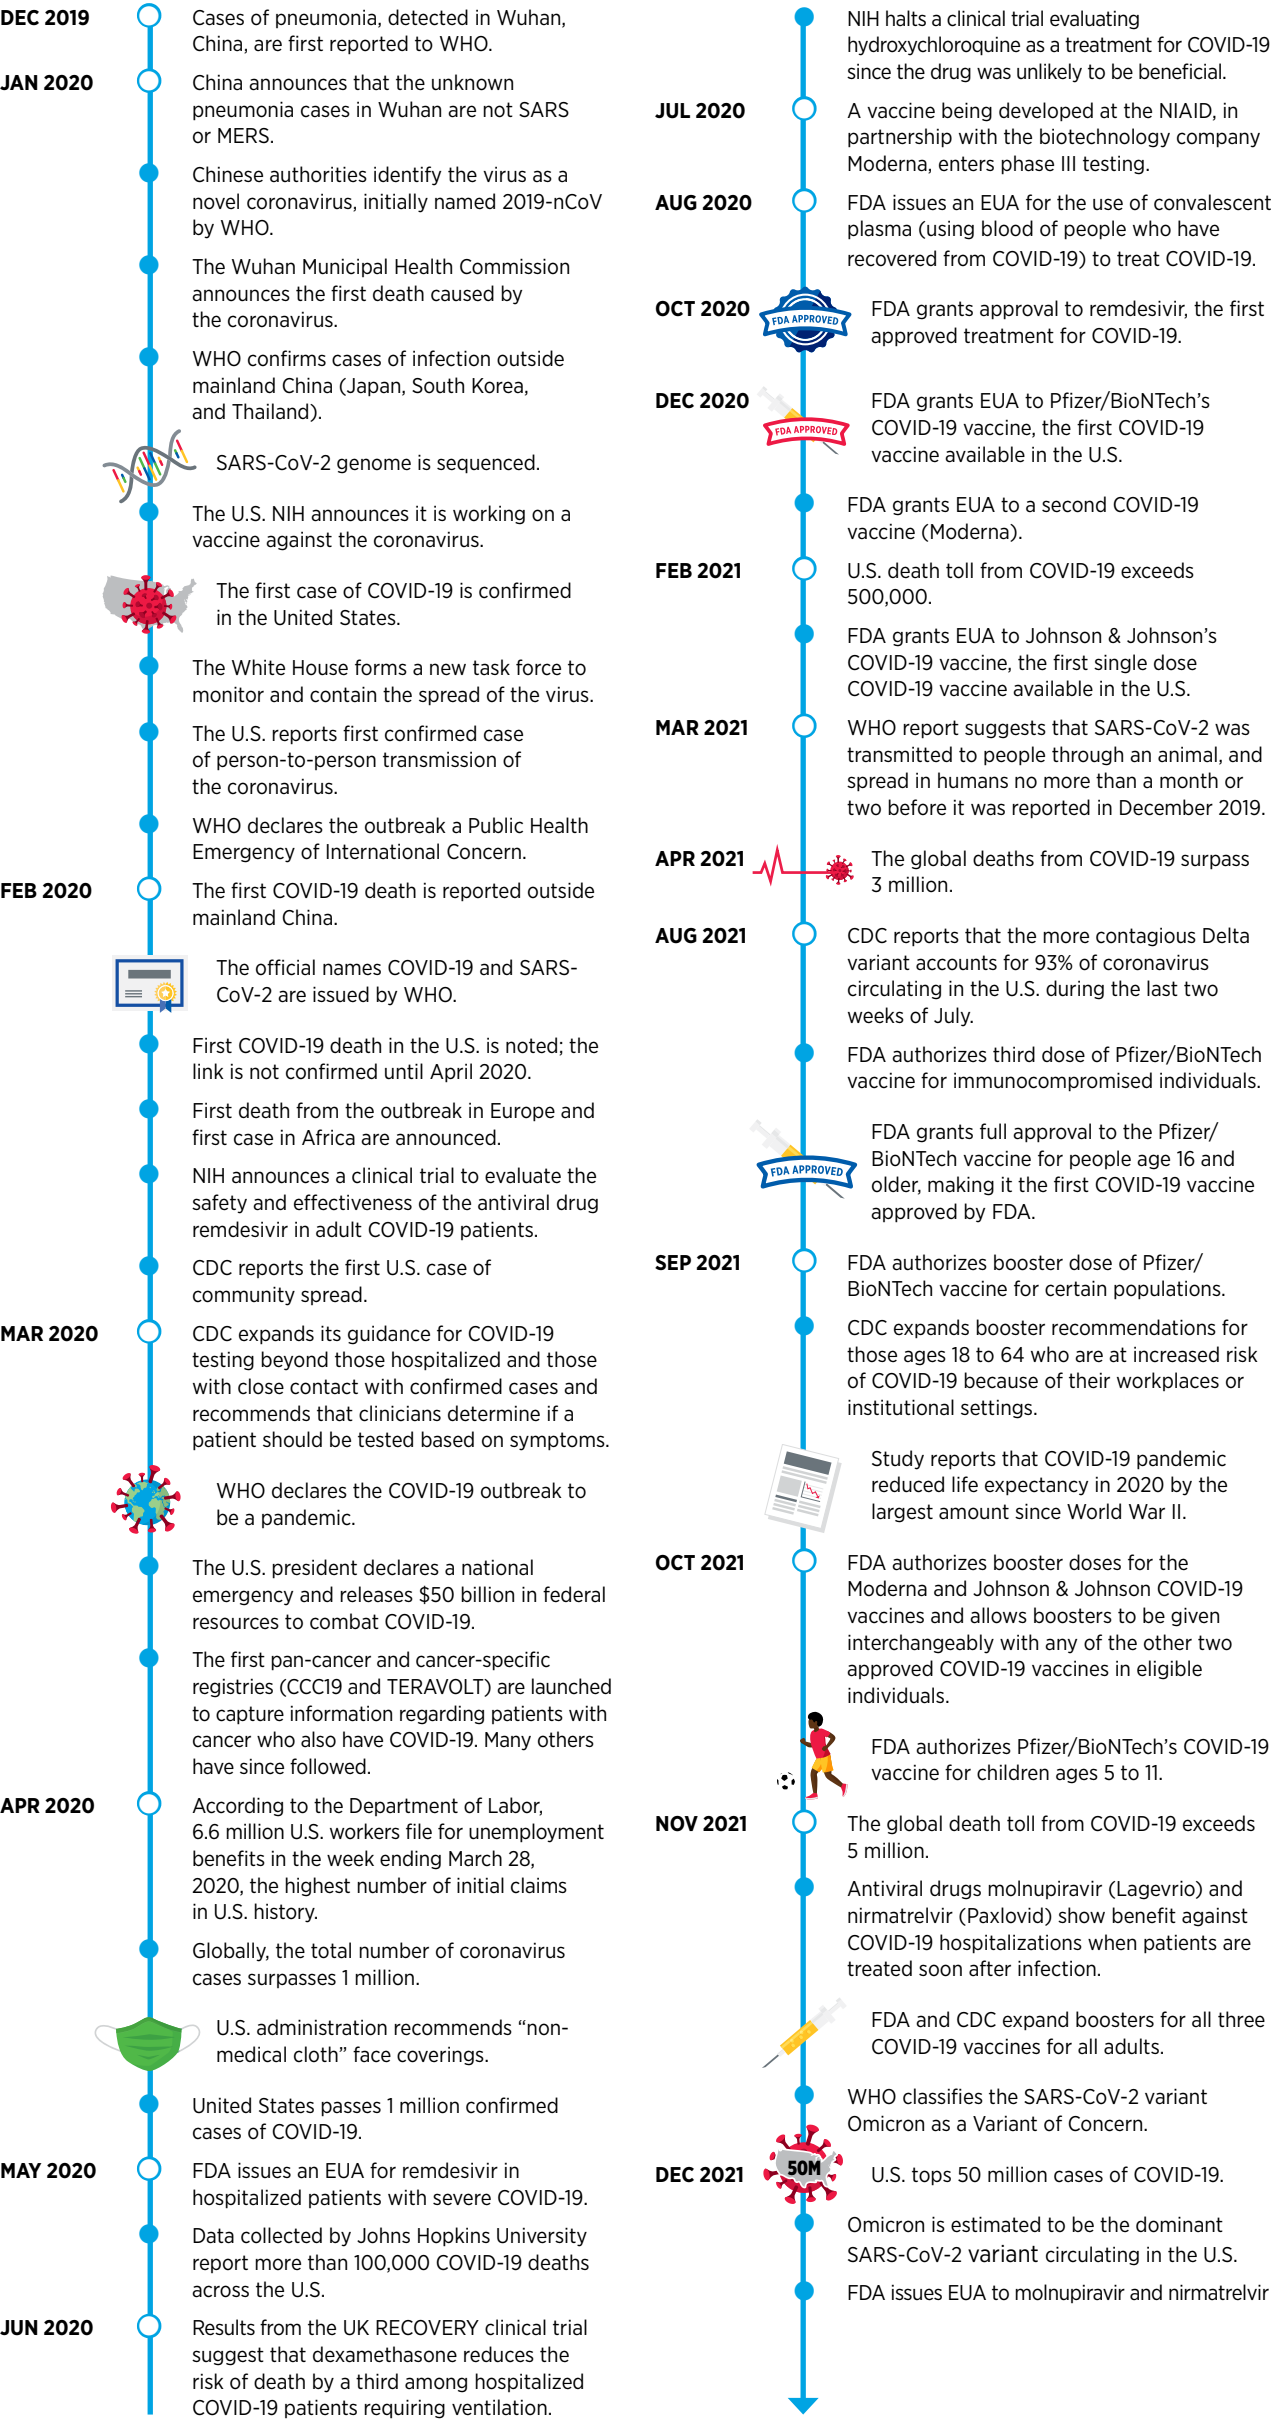 DEC 2019
Cases of pneumonia, detected in Wuhan,
China, are first reported to WHO.
JAN 2020
China announces that the unknown
pneumonia cases in Wuhan are not SARS
or MERS.
Chinese authorities identify the virus as a
novel coronavirus, initially named 2019-nCoV
by WHO.
The Wuhan Municipal Health Commission
announces the first death caused by
the coronavirus.
WHO confirms cases of infection outside
mainland China (Japan, South Korea,
and Thailand).
SARS-CoV-2 genome is sequenced.
The U.S. NIH announces it is working on a
vaccine against the coronavirus.
The first case of COVID-19 is confirmed
in the United States.
The White House forms a new task force to
monitor and contain the spread of the virus.
The U.S. reports first confirmed case
of person-to-person transmission of
the coronavirus.
WHO declares the outbreak a Public Health
Emergency of International Concern.
FEB 2020
The first COVID-19 death is reported outside
mainland China.
The official names COVID-19 and SARS-
CoV-2 are issued by WHO.
First COVID-19 death in the U.S. is noted; the
link is not confirmed until April 2020.
First death from the outbreak in Europe and
first case in Africa are announced.
NIH announces a clinical trial to evaluate the
safety and effectiveness of the antiviral drug
remdesivir in adult COVID-19 patients.
CDC reports the first U.S. case of
community spread.
MAR 2020
CDC expands its guidance for COVID-19
testing beyond those hospitalized and those
with close contact with confirmed cases and
recommends that clinicians determine if a
patient should be tested based on symptoms.
WHO declares the COVID-19 outbreak to
be a pandemic.
The U.S. president declares a national
emergency and releases $50 billion in federal
resources to combat COVID-19.
The first pan-cancer and cancer-specific
registries (CCC19 and TERAVOLT) are launched
to capture information regarding patients with
cancer who also have COVID-19. Many others
have since followed.
APR 2020
According to the Department of Labor,
6.6 million U.S. workers file for unemployment
benefits in the week ending March 28,
2020, the highest number of initial claims
in U.S. history.
Globally, the total number of coronavirus
cases surpasses 1 million.
U.S. administration recommends “non-
medical cloth” face coverings.
United States passes 1 million confirmed
cases of COVID-19.
MAY 2020
FDA issues an EUA for remdesivir in
hospitalized patients with severe COVID-19.
Data collected by Johns Hopkins University
report more than 100,000 COVID-19 deaths
across the U.S.
JUN 2020
Results from the UK RECOVERY clinical trial
suggest that dexamethasone reduces the
risk of death by a third among hospitalized
COVID-19 patients requiring ventilation.
NIH halts a clinical trial evaluating
hydroxychloroquine as a treatment for COVID-19
since the drug was unlikely to be beneficial.
JUL 2020
A vaccine being developed at the NIAID, in
partnership with the biotechnology company
Moderna, enters phase III testing.
AUG 2020
FDA issues an EUA for the use of convalescent
plasma (using blood of people who have
recovered from COVID-19) to treat COVID-19.
OCT 2020
FDA APPROVED
FDA grants approval to remdesivir, the first
approved treatment for COVID-19.
DEC 2020
FDA APPROVED
FDA grants EUA to Pfizer/BioNTech’s
COVID-19 vaccine, the first COVID-19
vaccine available in the U.S.
FDA grants EUA to a second COVID-19
vaccine (Moderna).
FEB 2021
U.S. death toll from COVID-19 exceeds
500,000.
FDA grants EUA to Johnson & Johnson’s
COVID-19 vaccine, the first single dose
COVID-19 vaccine available in the U.S.
MAR 2021
WHO report suggests that SARS-CoV-2 was
transmitted to people through an animal, and
spread in humans no more than a month or
two before it was reported in December 2019.
APR 2021
The global deaths from COVID-19 surpass
3 million.
AUG 2021
CDC reports that the more contagious Delta
variant accounts for 93% of coronavirus
circulating in the U.S. during the last two
weeks of July.
FDA authorizes third dose of Pfizer/BioNTech
vaccine for immunocompromised individuals.
FDA APPROVED
FDA grants full approval to the Pfizer/
BioNTech vaccine for people age 16 and
older, making it the first COVID-19 vaccine
approved by FDA.
SEP 2021
FDA authorizes booster dose of Pfizer/
BioNTech vaccine for certain populations.
CDC expands booster recommendations for
those ages 18 to 64 who are at increased risk
of COVID-19 because of their workplaces or
institutional settings.
Study reports that COVID-19 pandemic
reduced life expectancy in 2020 by the
largest amount since World War II.
OCT 2021
FDA authorizes booster doses for the
Moderna and Johnson & Johnson COVID-19
vaccines and allows boosters to be given
interchangeably with any of the other two
approved COVID-19 vaccines in eligible
individuals.
FDA authorizes Pfizer/BioNTech’s COVID-19
vaccine for children ages 5 to 11.
NOV 2021
The global death toll from COVID-19 exceeds
5 million.
Antiviral drugs molnupiravir (Lagevrio) and
nirmatrelvir (Paxlovid) show benefit against
COVID-19 hospitalizations when patients are
treated soon after infection.
FDA and CDC expand boosters for all three
COVID-19 vaccines for all adults.
WHO classifies the SARS-CoV-2 variant
Omicron as a Variant of Concern.
DEC 2021
50M
U.S. tops 50 million cases of COVID-19.
Omicron is estimated to be the dominant
SARS-CoV-2 variant circulating in the U.S.
FDA issues EUA to molnupiravir and nirmatrelvir